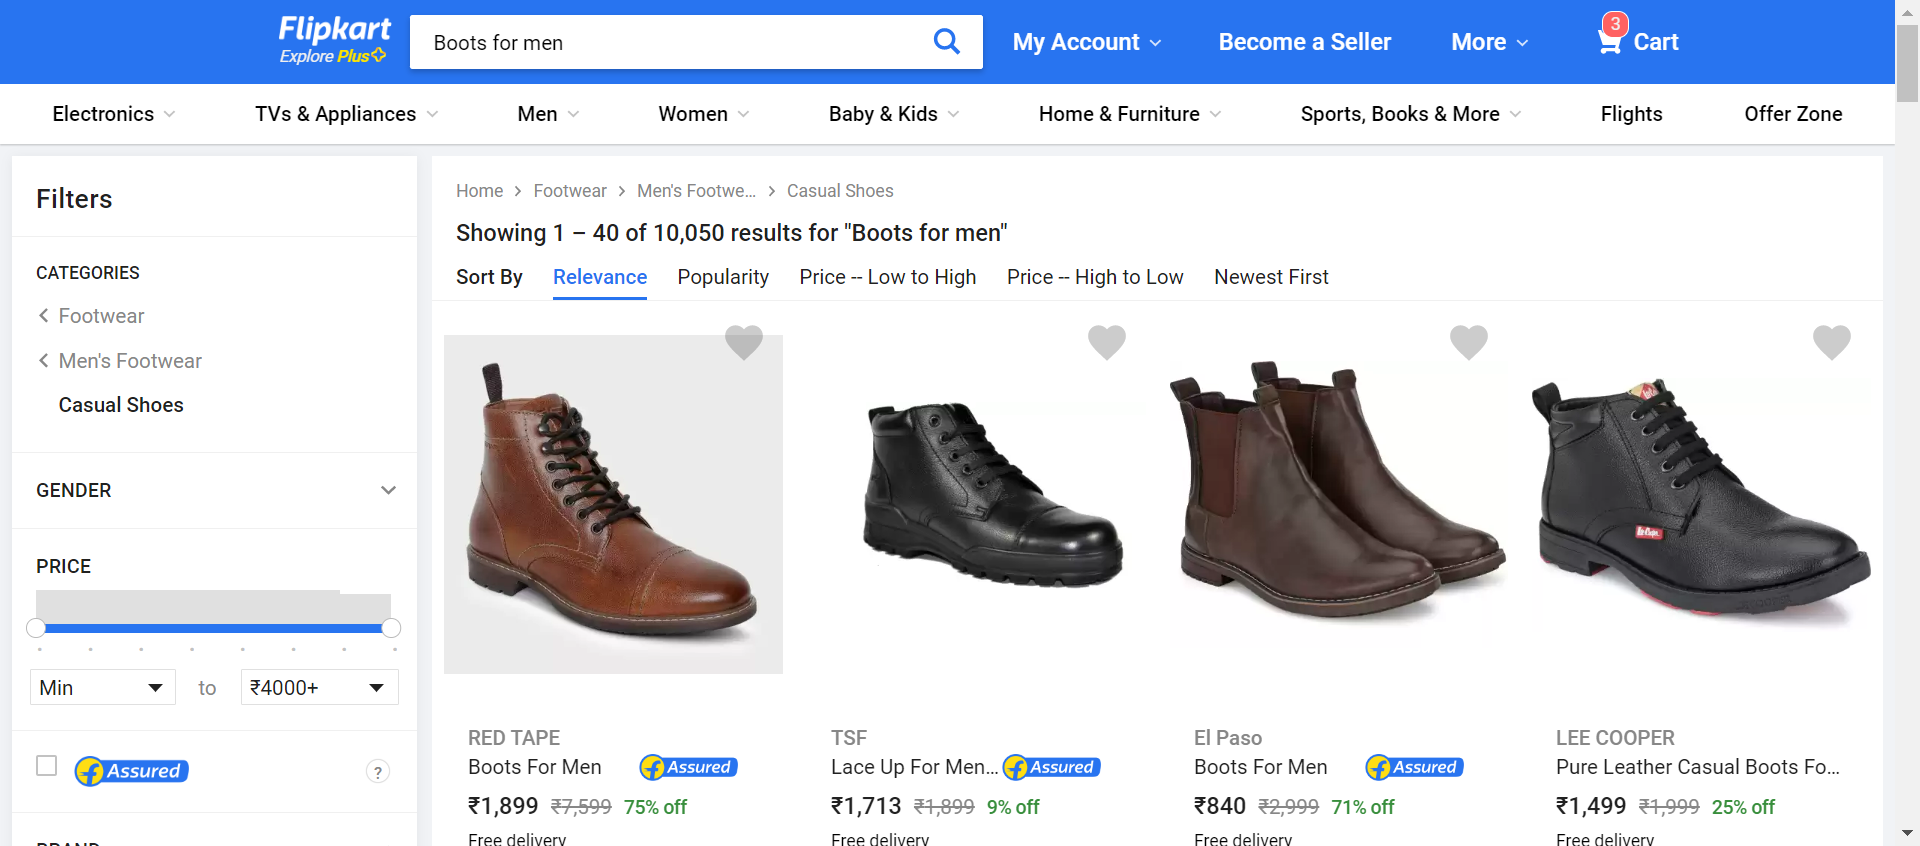 Flipkart
Explore Plus
Boots for men
My Account
Become a Seller
More
3
Cart
Electronics
TVs & Appliances
Men
Women
Baby & Kids
Home & Furniture
Sports, Books & More
Flights
Offer Zone
Filters
CATEGORIES
Footwear
Men's Footwear
Casual Shoes
GENDER
PRICE
Min
to
₹4000+
Assured
?
Home
Footwear
Men's Footwe...
Casual Shoes
Showing 1 – 40 of 10,050 results for "Boots for men"
Sort By
Relevance
Popularity
Price -- Low to High
Price -- High to Low
Newest First
RED TAPE
Boots For Men
Assured
₹1,899 ₹7,599 75% off
Free delivery
TSF
Lace Up For Men...
Assured
₹1,713 ₹1,899 9% off
Free delivery
El Paso
Boots For Men
Assured
₹840 ₹2,999 71% off
Free delivery
LEE COOPER
Pure Leather Casual Boots Fo...
₹1,499 ₹1,999 25% off
Free delivery